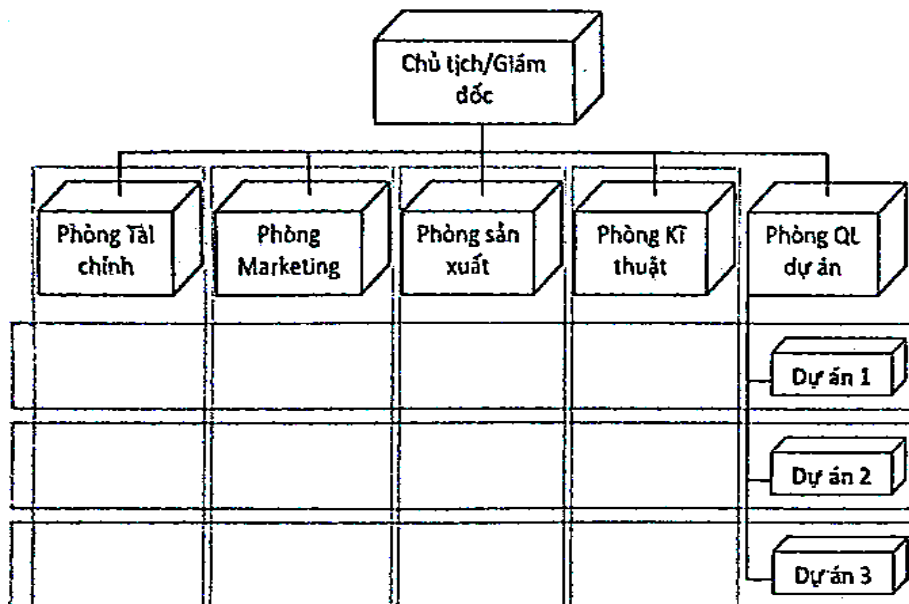 Chủ tịch/Giám
đốc
Phòng Tài
chính
Phòng
Marketing
Phòng sản
xuất
Phòng Kĩ
thuật
Phòng QL
dự án
Dự án 1
Dự án 2
Dự án 3